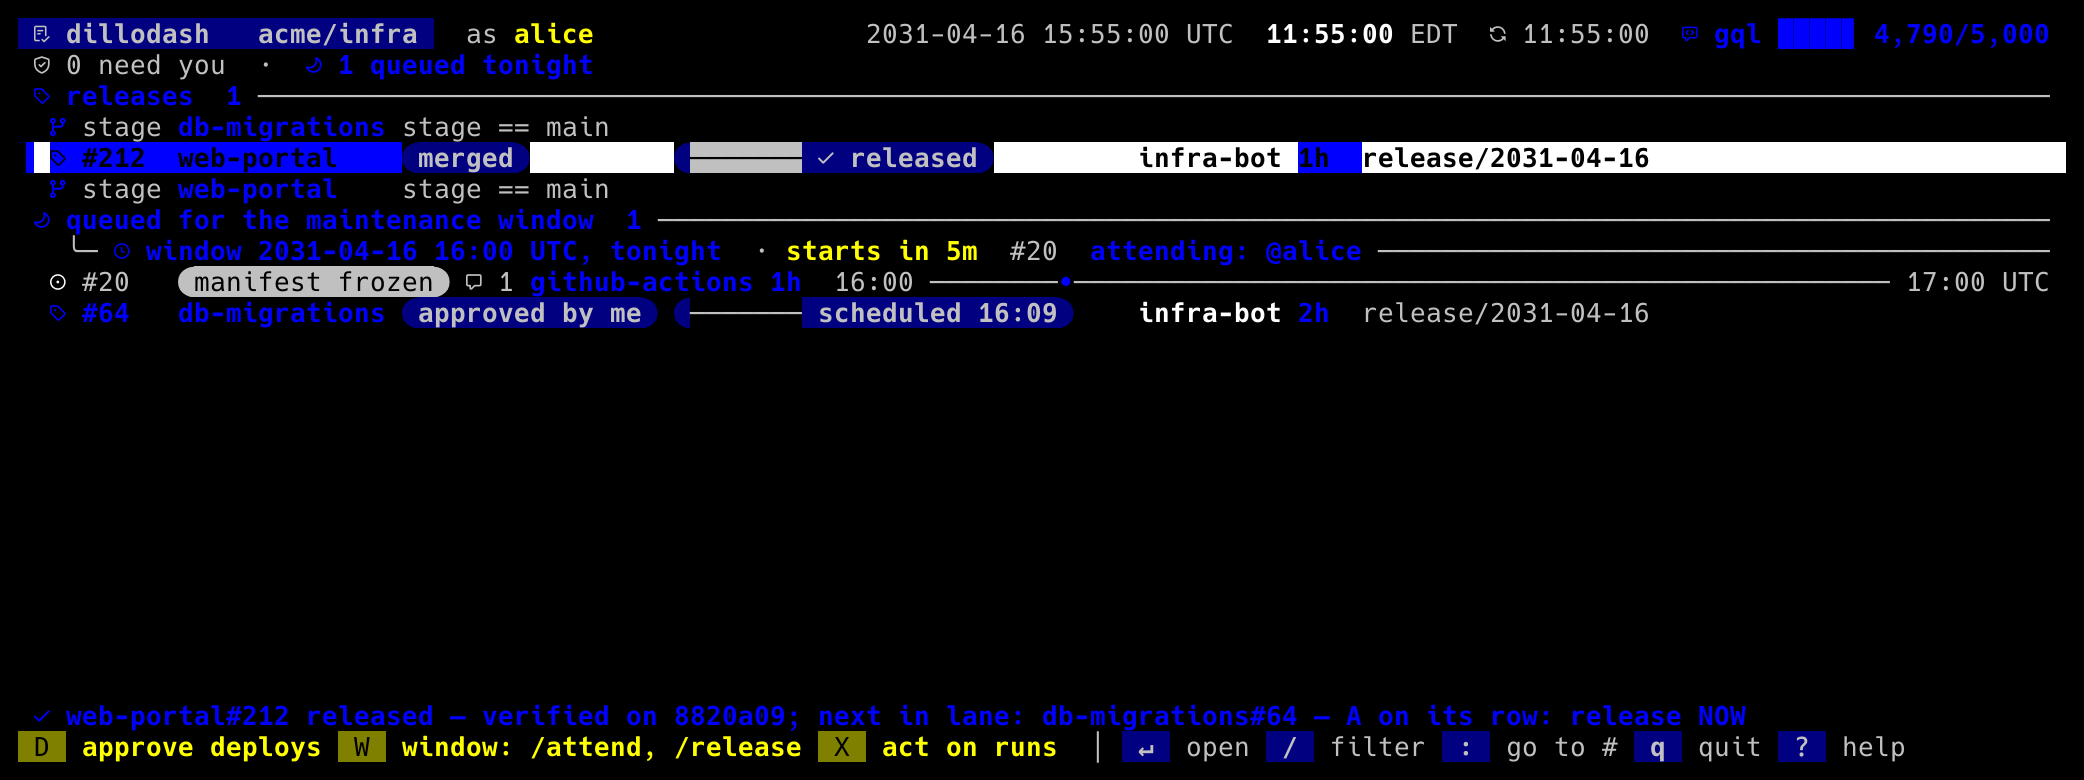 dillodash acme/infra as alice 2031-04-16 15:55:00 UTC 11:55:00 EDT 11:55:00 gql 4,790/5,000
0 need you · 1 queued tonight
releases 1
stage db-migrations stage == main
#212 web-portal merged ✓ released infra-bot 1h release/2031-04-16
stage web-portal stage == main
queued for the maintenance window 1
window 2031-04-16 16:00 UTC, tonight · starts in 5m #20 attending: @alice
#20 manifest frozen 1 github-actions 1h 16:00 17:00 UTC
#64 db-migrations approved by me scheduled 16:09 infra-bot 2h release/2031-04-16
✓ web-portal#212 released — verified on 8820a09; next in lane: db-migrations#64 — A on its row: release NOW
D approve deploys W window: /attend, /release X act on runs │ ↵ open / filter : go to # q quit ? help